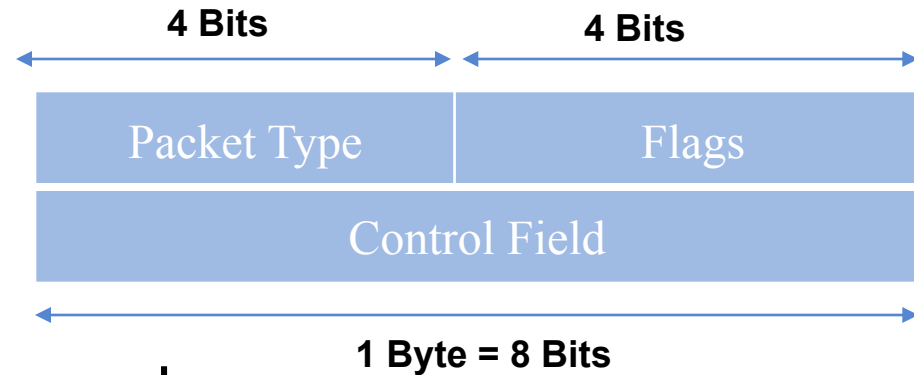 4 Bits 4 Bits
Packet Type Flags
Control Field
1 Byte = 8 Bits